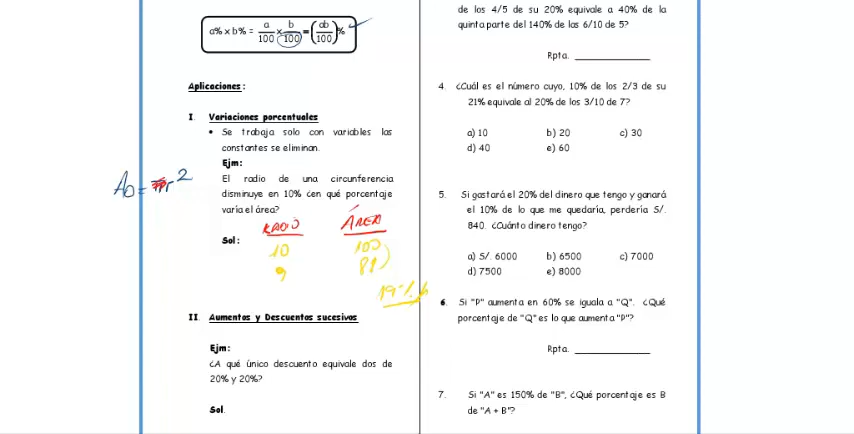 a% x b% = a/100 x b/100 = (ab/100)%
Aplicaciones:
I. Variaciones porcentuales
• Se trabaja solo con variables las
constantes se eliminan.
Ejm:
El radio de una circunferencia
disminuye en 10% ¿en qué porcentaje
varía el área?
A○ = πr²
Sol:
RADIO ÁREA
10 100
9 81
19%
II. Aumentos y Descuentos sucesivos
Ejm:
¿A qué único descuento equivale dos de
20% y 20%?
Sol.
de los 4/5 de su 20% equivale a 40% de la
quinta parte del 140% de las 6/10 de 5?
Rpta.
4. ¿Cuál es el número cuyo, 10% de los 2/3 de su
21% equivale al 20% de los 3/10 de 7?
a) 10 b) 20 c) 30
d) 40 e) 60
5. Si gastará el 20% del dinero que tengo y ganará
el 10% de lo que me quedaría, perdería S/.
840. ¿Cuánto dinero tengo?
a) S/. 6000 b) 6500 c) 7000
d) 7500 e) 8000
6. Si "P" aumenta en 60% se iguala a "Q". ¿Qué
porcentaje de "Q" es lo que aumenta "P"?
Rpta.
7. Si "A" es 150% de "B", ¿Qué porcentaje es B
de "A + B"?